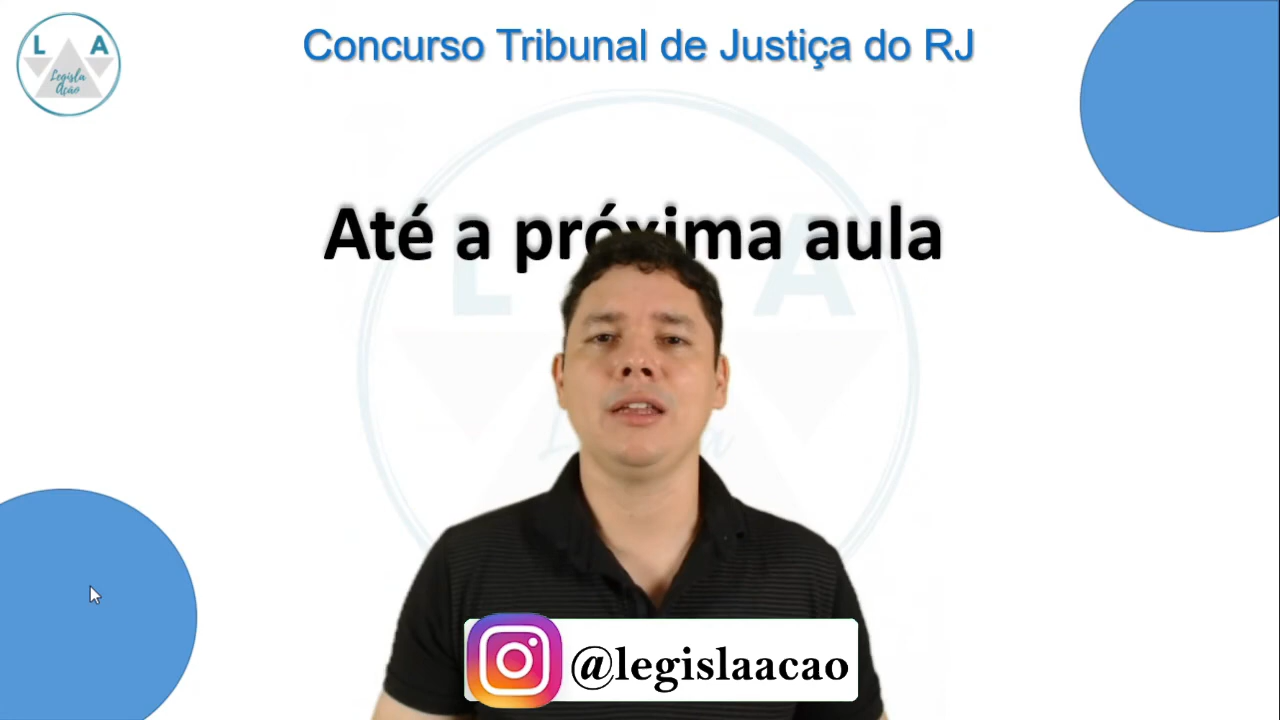 L A
Legisla
Ação
Concurso Tribunal de Justiça do RJ
Até a próxima aula
L A
@legislaacao